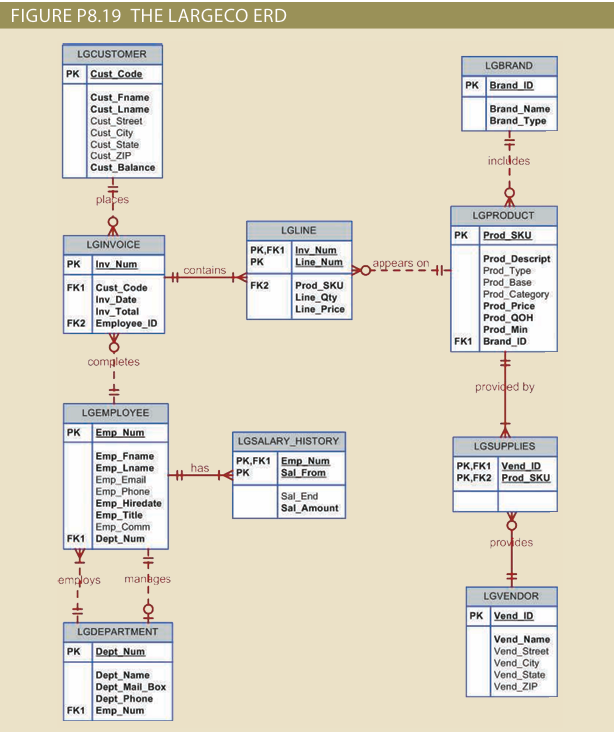 FIGURE P8.19 THE LARGECO ERD
LGCUSTOMER
PK Cust_Code
Cust_Fname
Cust_Lname
Cust_Street
Cust_City
Cust_State
Cust_ZIP
Cust_Balance
places
LGINVOICE
PK Inv_Num
FK1 Cust_Code
Inv_Date
Inv_Total
FK2 Employee_ID
contains
LGLINE
PK,FK1 Inv_Num
PK Line_Num
FK2 Prod_SKU
Line_Qty
Line_Price
appears on
LGBRAND
PK Brand_ID
Brand_Name
Brand_Type
includes
LGPRODUCT
PK Prod_SKU
Prod_Descript
Prod_Type
Prod_Base
Prod_Category
Prod_Price
Prod_QOH
Prod_Min
FK1 Brand_ID
completes
provided by
LGEMPLOYEE
PK Emp_Num
Emp_Fname
Emp_Lname
Emp_Email
Emp_Phone
Emp_Hiredate
Emp_Title
Emp_Comm
FK1 Dept_Num
has
LGSALARY_HISTORY
PK,FK1 Emp_Num
PK Sal_From
Sal_End
Sal_Amount
LGSUPPLIES
PK,FK1 Vend_ID
PK,FK2 Prod_SKU
provides
employs
manages
LGDEPARTMENT
PK Dept_Num
Dept_Name
Dept_Mail_Box
Dept_Phone
FK1 Emp_Num
LGVENDOR
PK Vend_ID
Vend_Name
Vend_Street
Vend_City
Vend_State
Vend_ZIP